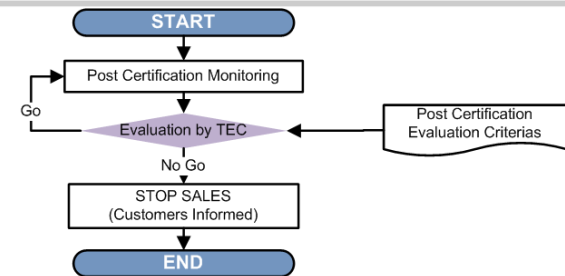 START
Post Certification Monitoring
Go
Evaluation by TEC
Post Certification
Evaluation Criterias
No Go
STOP SALES
(Customers Informed)
END